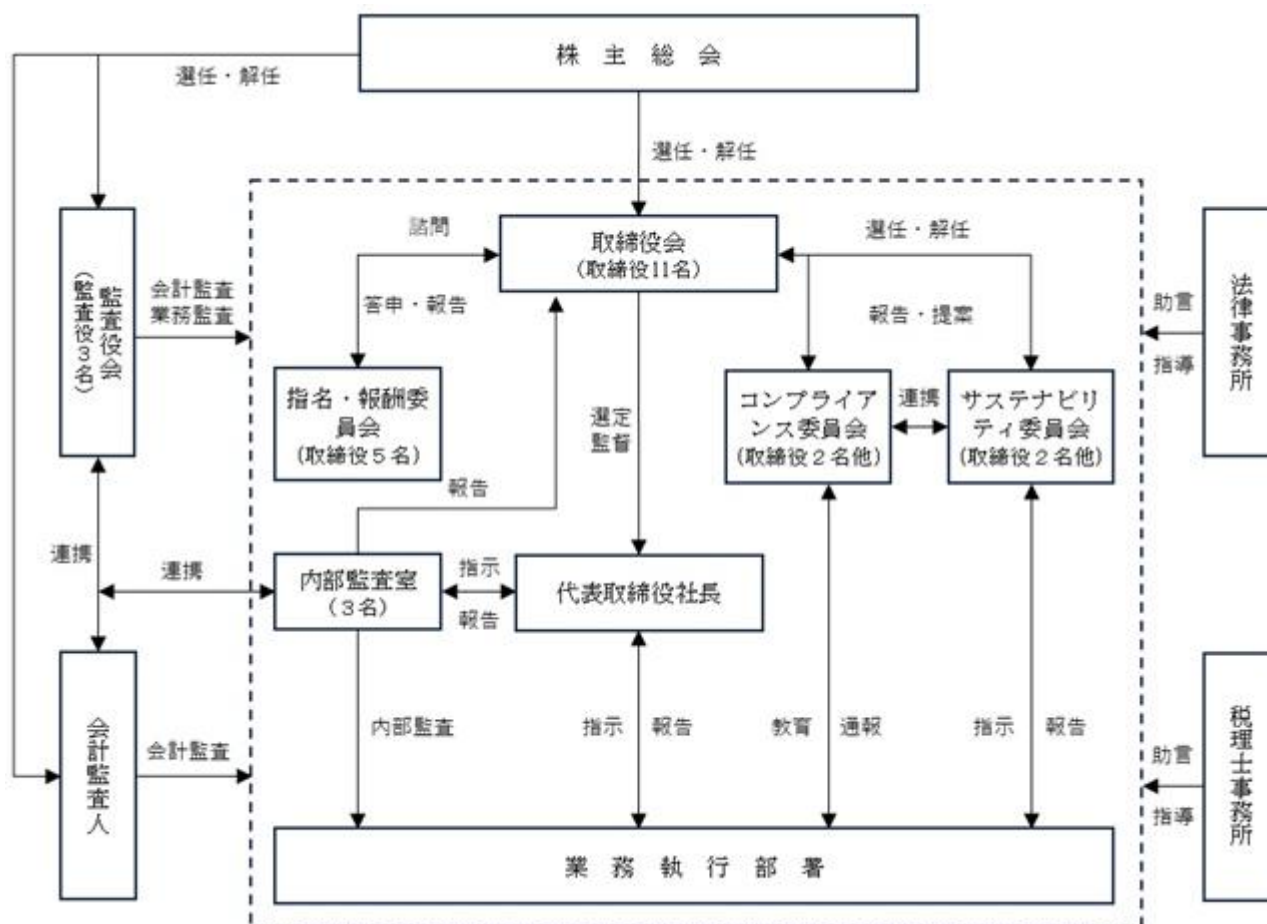 株主総会
選任・解任
選任・解任
取締役会
(取締役11名)
諮問
答申・報告
選任・解任
報告・提案
監査役会
(監査役3名)
会計監査
業務監査
法律事務所
助言
指導
指名・報酬委
員会
(取締役5名)
選定
監督
コンプライア
ンス委員会
(取締役2名他)
連携
サステナビリ
ティ委員会
(取締役2名他)
報告
連携
連携
内部監査室
(3名)
指示
報告
代表取締役社長
会計監査人
会計監査
内部監査
指示
報告
教育
通報
指示
報告
税理士事務所
助言
指導
業務執行部署